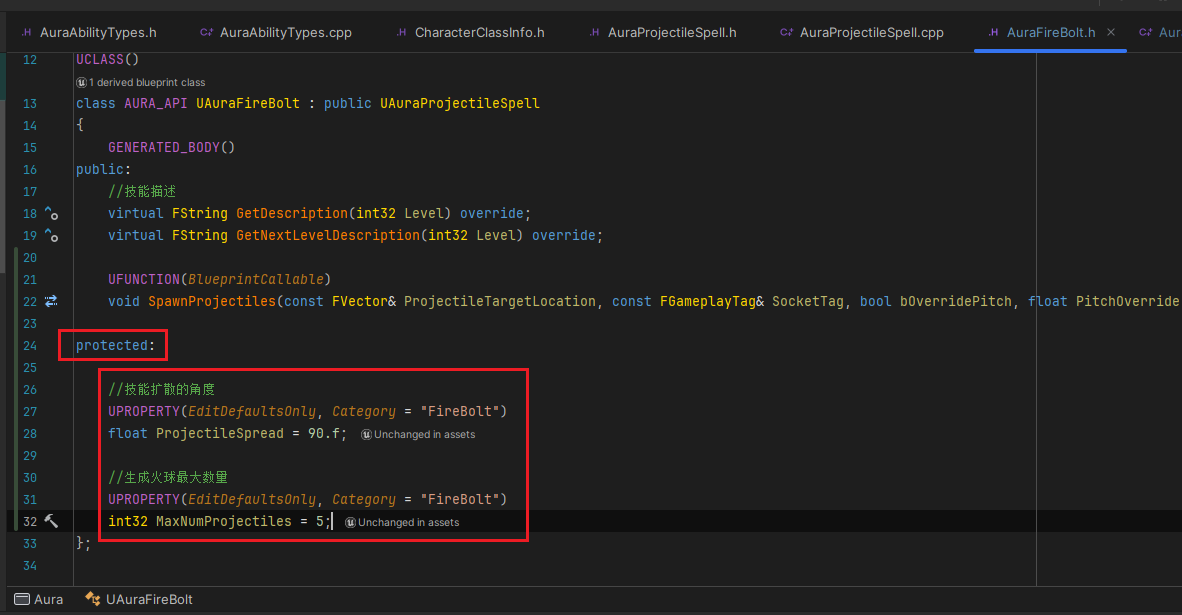 AuraAbilityTypes.h AuraAbilityTypes.cpp CharacterClassInfo.h AuraProjectileSpell.h AuraProjectileSpell.cpp AuraFireBolt.h
12 UCLASS()
1 derived blueprint class
13 class AURA_API UAuraFireBolt : public UAuraProjectileSpell
14 {
15 GENERATED_BODY()
16 public:
17 //技能描述
18 virtual FString GetDescription(int32 Level) override;
19 virtual FString GetNextLevelDescription(int32 Level) override;
20
21 UFUNCTION(BlueprintCallable)
22 void SpawnProjectiles(const FVector& ProjectileTargetLocation, const FGameplayTag& SocketTag, bool bOverridePitch, float PitchOverride
23
24 protected:
25
26 //技能扩散的角度
27 UPROPERTY(EditDefaultsOnly, Category = "FireBolt")
28 float ProjectileSpread = 90.f; Unchanged in assets
29
30 //生成火球最大数量
31 UPROPERTY(EditDefaultsOnly, Category = "FireBolt")
32 int32 MaxNumProjectiles = 5; Unchanged in assets
33 };
34
Aura UAuraFireBolt